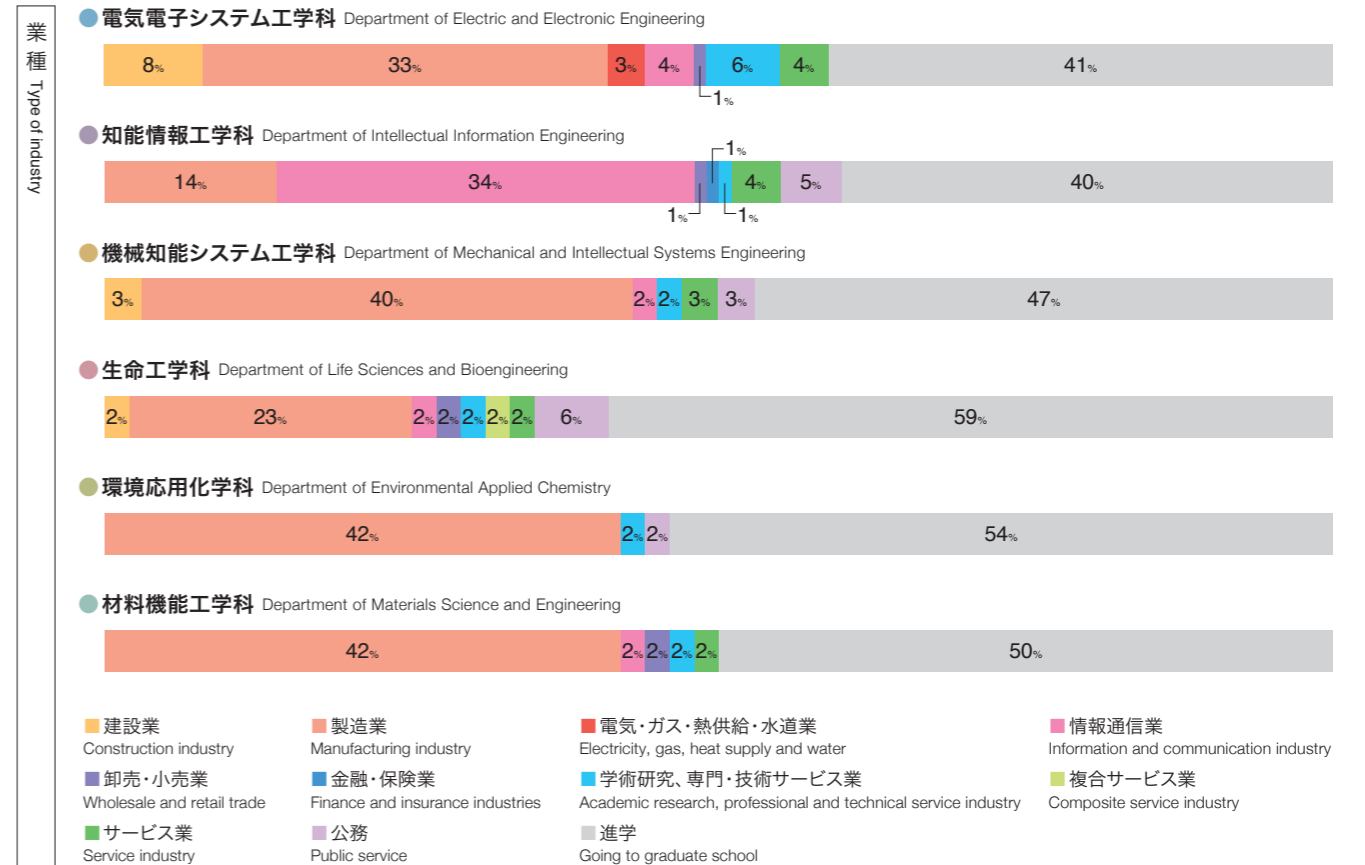 業種 Type of industry
電気電子システム工学科 Department of Electric and Electronic Engineering
8% 33% 3% 4% 6% 4% 41%
1%
知能情報工学科 Department of Intellectual Information Engineering
1%
14% 34% 4% 5% 40%
1% 1%
機械知能システム工学科 Department of Mechanical and Intellectual Systems Engineering
3% 40% 2% 2% 3% 3% 47%
生命工学科 Department of Life Sciences and Bioengineering
2% 23% 2% 2% 2% 2% 2% 6% 59%
環境応用化学科 Department of Environmental Applied Chemistry
42% 2% 2% 54%
材料機能工学科 Department of Materials Science and Engineering
42% 2% 2% 2% 2% 50%
建設業 製造業 電気・ガス・熱供給・水道業 情報通信業
Construction industry Manufacturing industry Electricity, gas, heat supply and water Information and communication industry
卸売・小売業 金融・保険業 学術研究、専門・技術サービス業 複合サービス業
Wholesale and retail trade Finance and insurance industries Academic research, professional and technical service industry Composite service industry
サービス業 公務 進学
Service industry Public service Going to graduate school